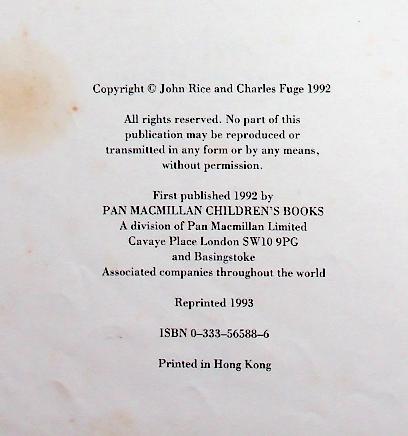 Copyright © John Rice and Charles Fuge 1992
All rights reserved. No part of this
publication may be reproduced or
transmitted in any form or by any means,
without permission.
First published 1992 by
PAN MACMILLAN CHILDREN'S BOOKS
A division of Pan Macmillan Limited
Cavaye Place London SW10 9PG
and Basingstoke
Associated companies throughout the world
Reprinted 1993
ISBN 0–333–56588–6
Printed in Hong Kong